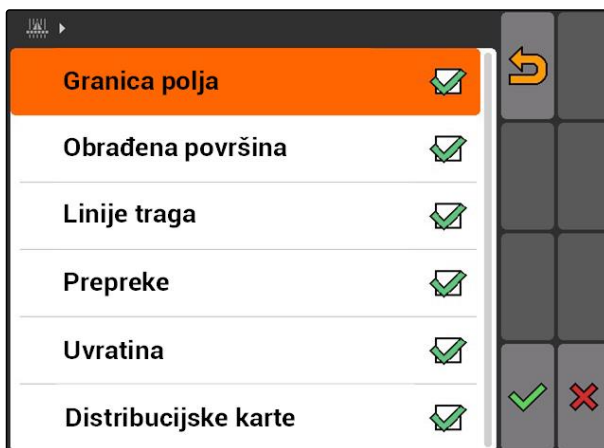 Granica polja
Obrađena površina
Linije traga
Prepreke
Uvratina
Distribucijske karte